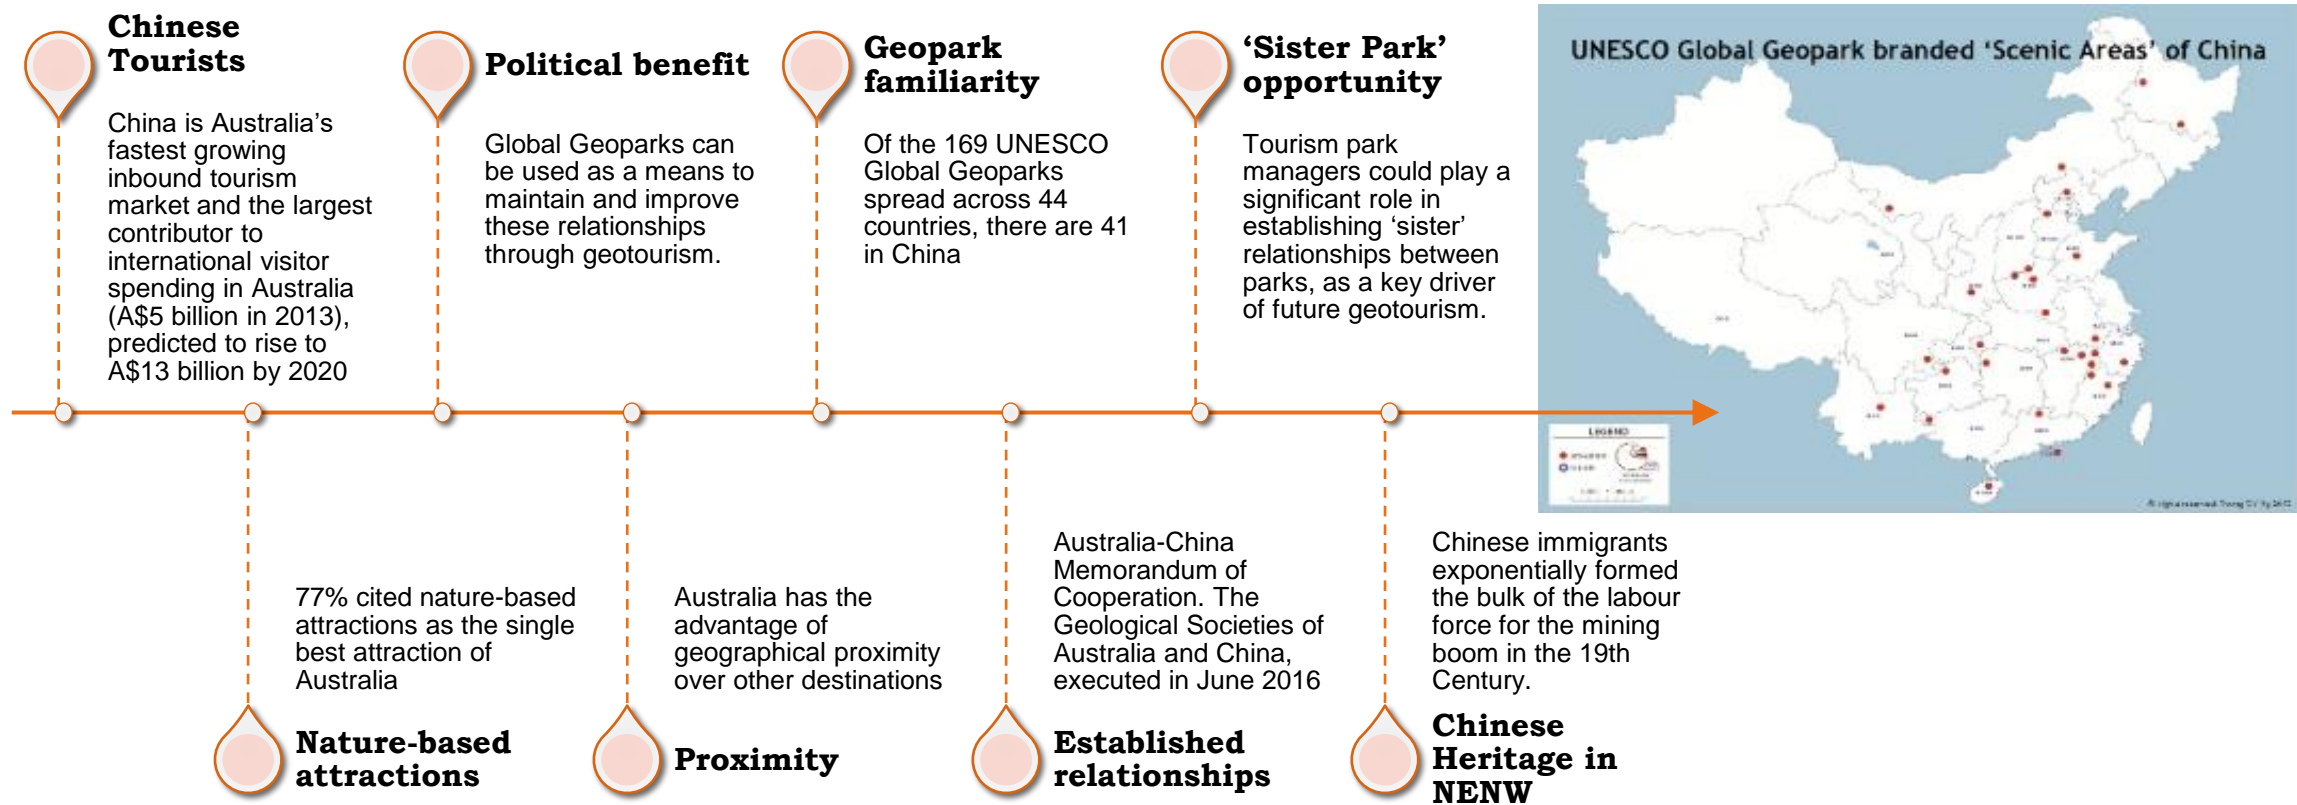 Chinese
Tourists
China is Australia’s
fastest growing
inbound tourism
market and the largest
contributor to
international visitor
spending in Australia
(A$5 billion in 2013),
predicted to rise to
A$13 billion by 2020
Political benefit
Global Geoparks can
be used as a means to
maintain and improve
these relationships
through geotourism.
Geopark
familiarity
Of the 169 UNESCO
Global Geoparks
spread across 44
countries, there are 41
in China
‘Sister Park’
opportunity
Tourism park
managers could play a
significant role in
establishing ‘sister’
relationships between
parks, as a key driver
of future geotourism.
UNESCO Global Geopark branded ‘Scenic Areas’ of China
LEGEND
77% cited nature-based
attractions as the single
best attraction of
Australia
Nature-based
attractions
Australia has the
advantage of
geographical proximity
over other destinations
Proximity
Australia-China
Memorandum of
Cooperation. The
Geological Societies of
Australia and China,
executed in June 2016
Established
relationships
Chinese immigrants
exponentially formed
the bulk of the labour
force for the mining
boom in the 19th
Century.
Chinese
Heritage in
NENW